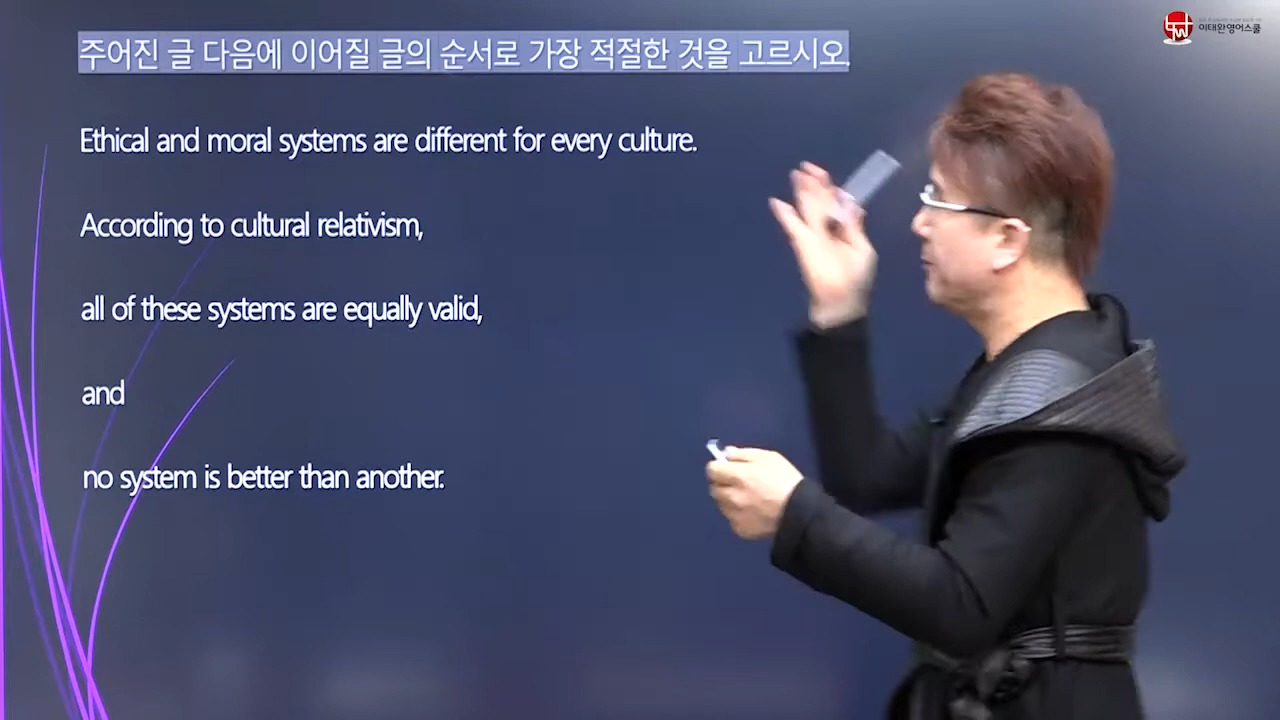 주어진 글 다음에 이어질 글의 순서로 가장 적절한 것을 고르시오.
Ethical and moral systems are different for every culture.
According to cultural relativism,
all of these systems are equally valid,
and
no system is better than another.
이태완영어스쿨